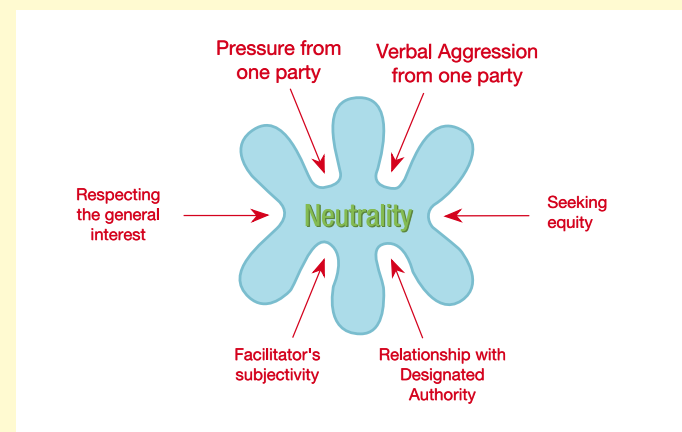 Pressure from
one party
Verbal Aggression
from one party
Respecting
the general
interest
Neutrality
Seeking
equity
Facilitator's
subjectivity
Relationship with
Designated
Authority